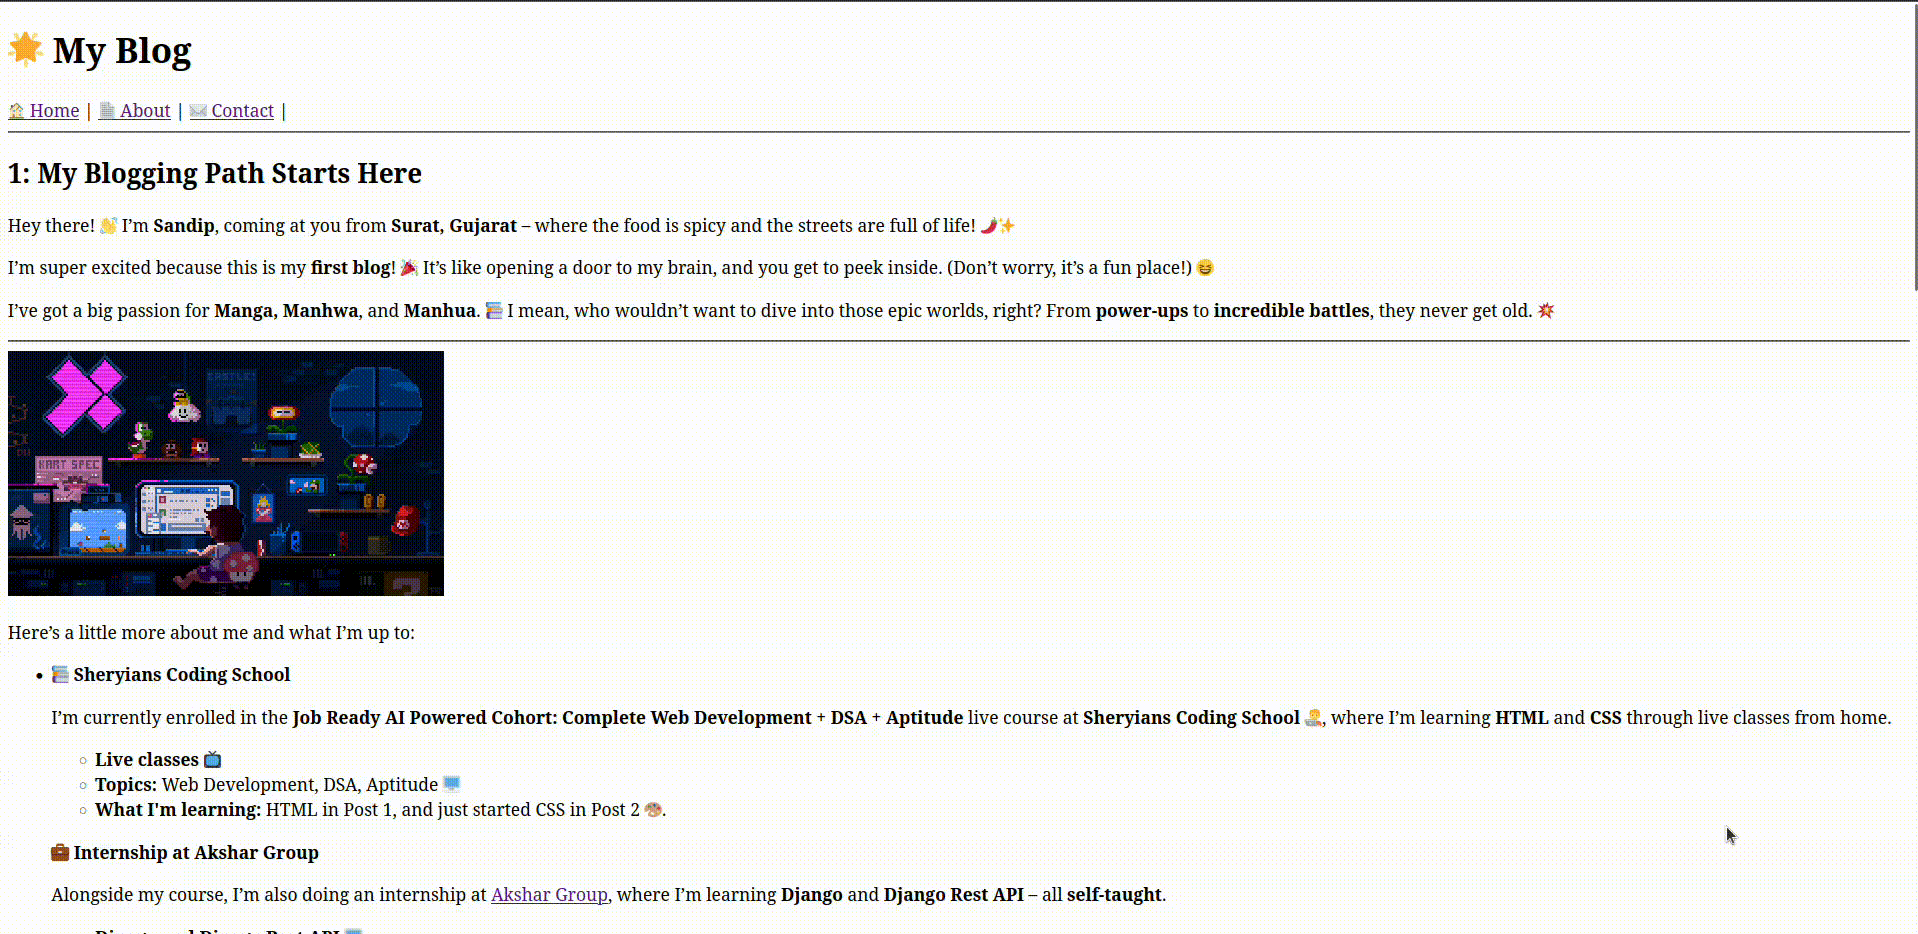 🌟 My Blog
🏠 Home | 📄 About | ✉️ Contact |
1: My Blogging Path Starts Here
Hey there! 👋 I’m Sandip, coming at you from Surat, Gujarat – where the food is spicy and the streets are full of life! 🌶️✨
I’m super excited because this is my first blog! 🎉 It’s like opening a door to my brain, and you get to peek inside. (Don’t worry, it’s a fun place!) 😄
I’ve got a big passion for Manga, Manhwa, and Manhua. 📚 I mean, who wouldn’t want to dive into those epic worlds, right? From power-ups to incredible battles, they never get old. 💥
KART SPEC
Here’s a little more about me and what I’m up to:
• 📚 Sheryians Coding School
I’m currently enrolled in the Job Ready AI Powered Cohort: Complete Web Development + DSA + Aptitude live course at Sheryians Coding School 🧑‍💻, where I’m learning HTML and CSS through live classes from home.
◦ Live classes 📺
◦ Topics: Web Development, DSA, Aptitude 🖥️
◦ What I'm learning: HTML in Post 1, and just started CSS in Post 2 🎨.
💼 Internship at Akshar Group
Alongside my course, I’m also doing an internship at Akshar Group, where I’m learning Django and Django Rest API – all self-taught.